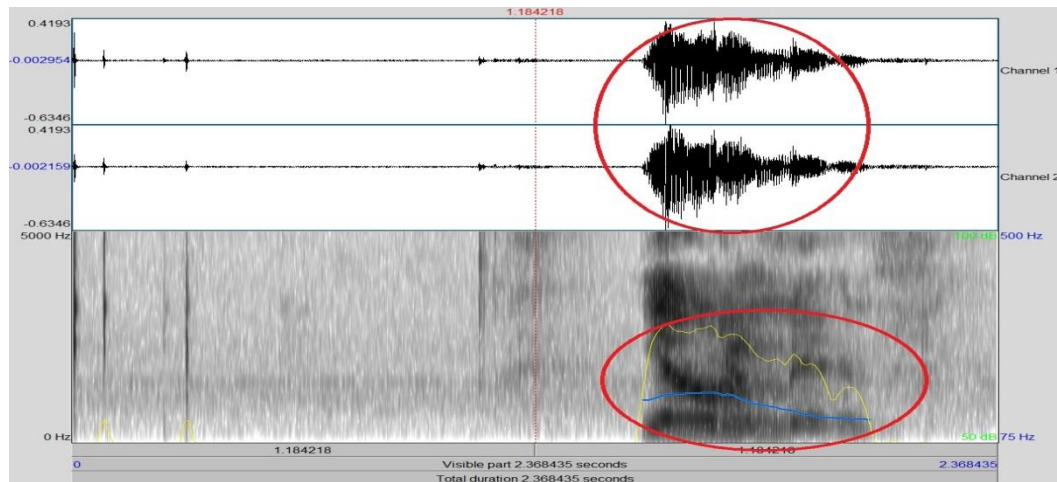 1.184218
0.4193
-0.002954
-0.6346
Channel 1
0.4193
-0.002159
-0.6346
Channel 2
5000 Hz
100 dB 500 Hz
0 Hz
50 dB 75 Hz
1.184218 1.184218
0 Visible part 2.368435 seconds 2.368435
Total duration 2.368435 seconds